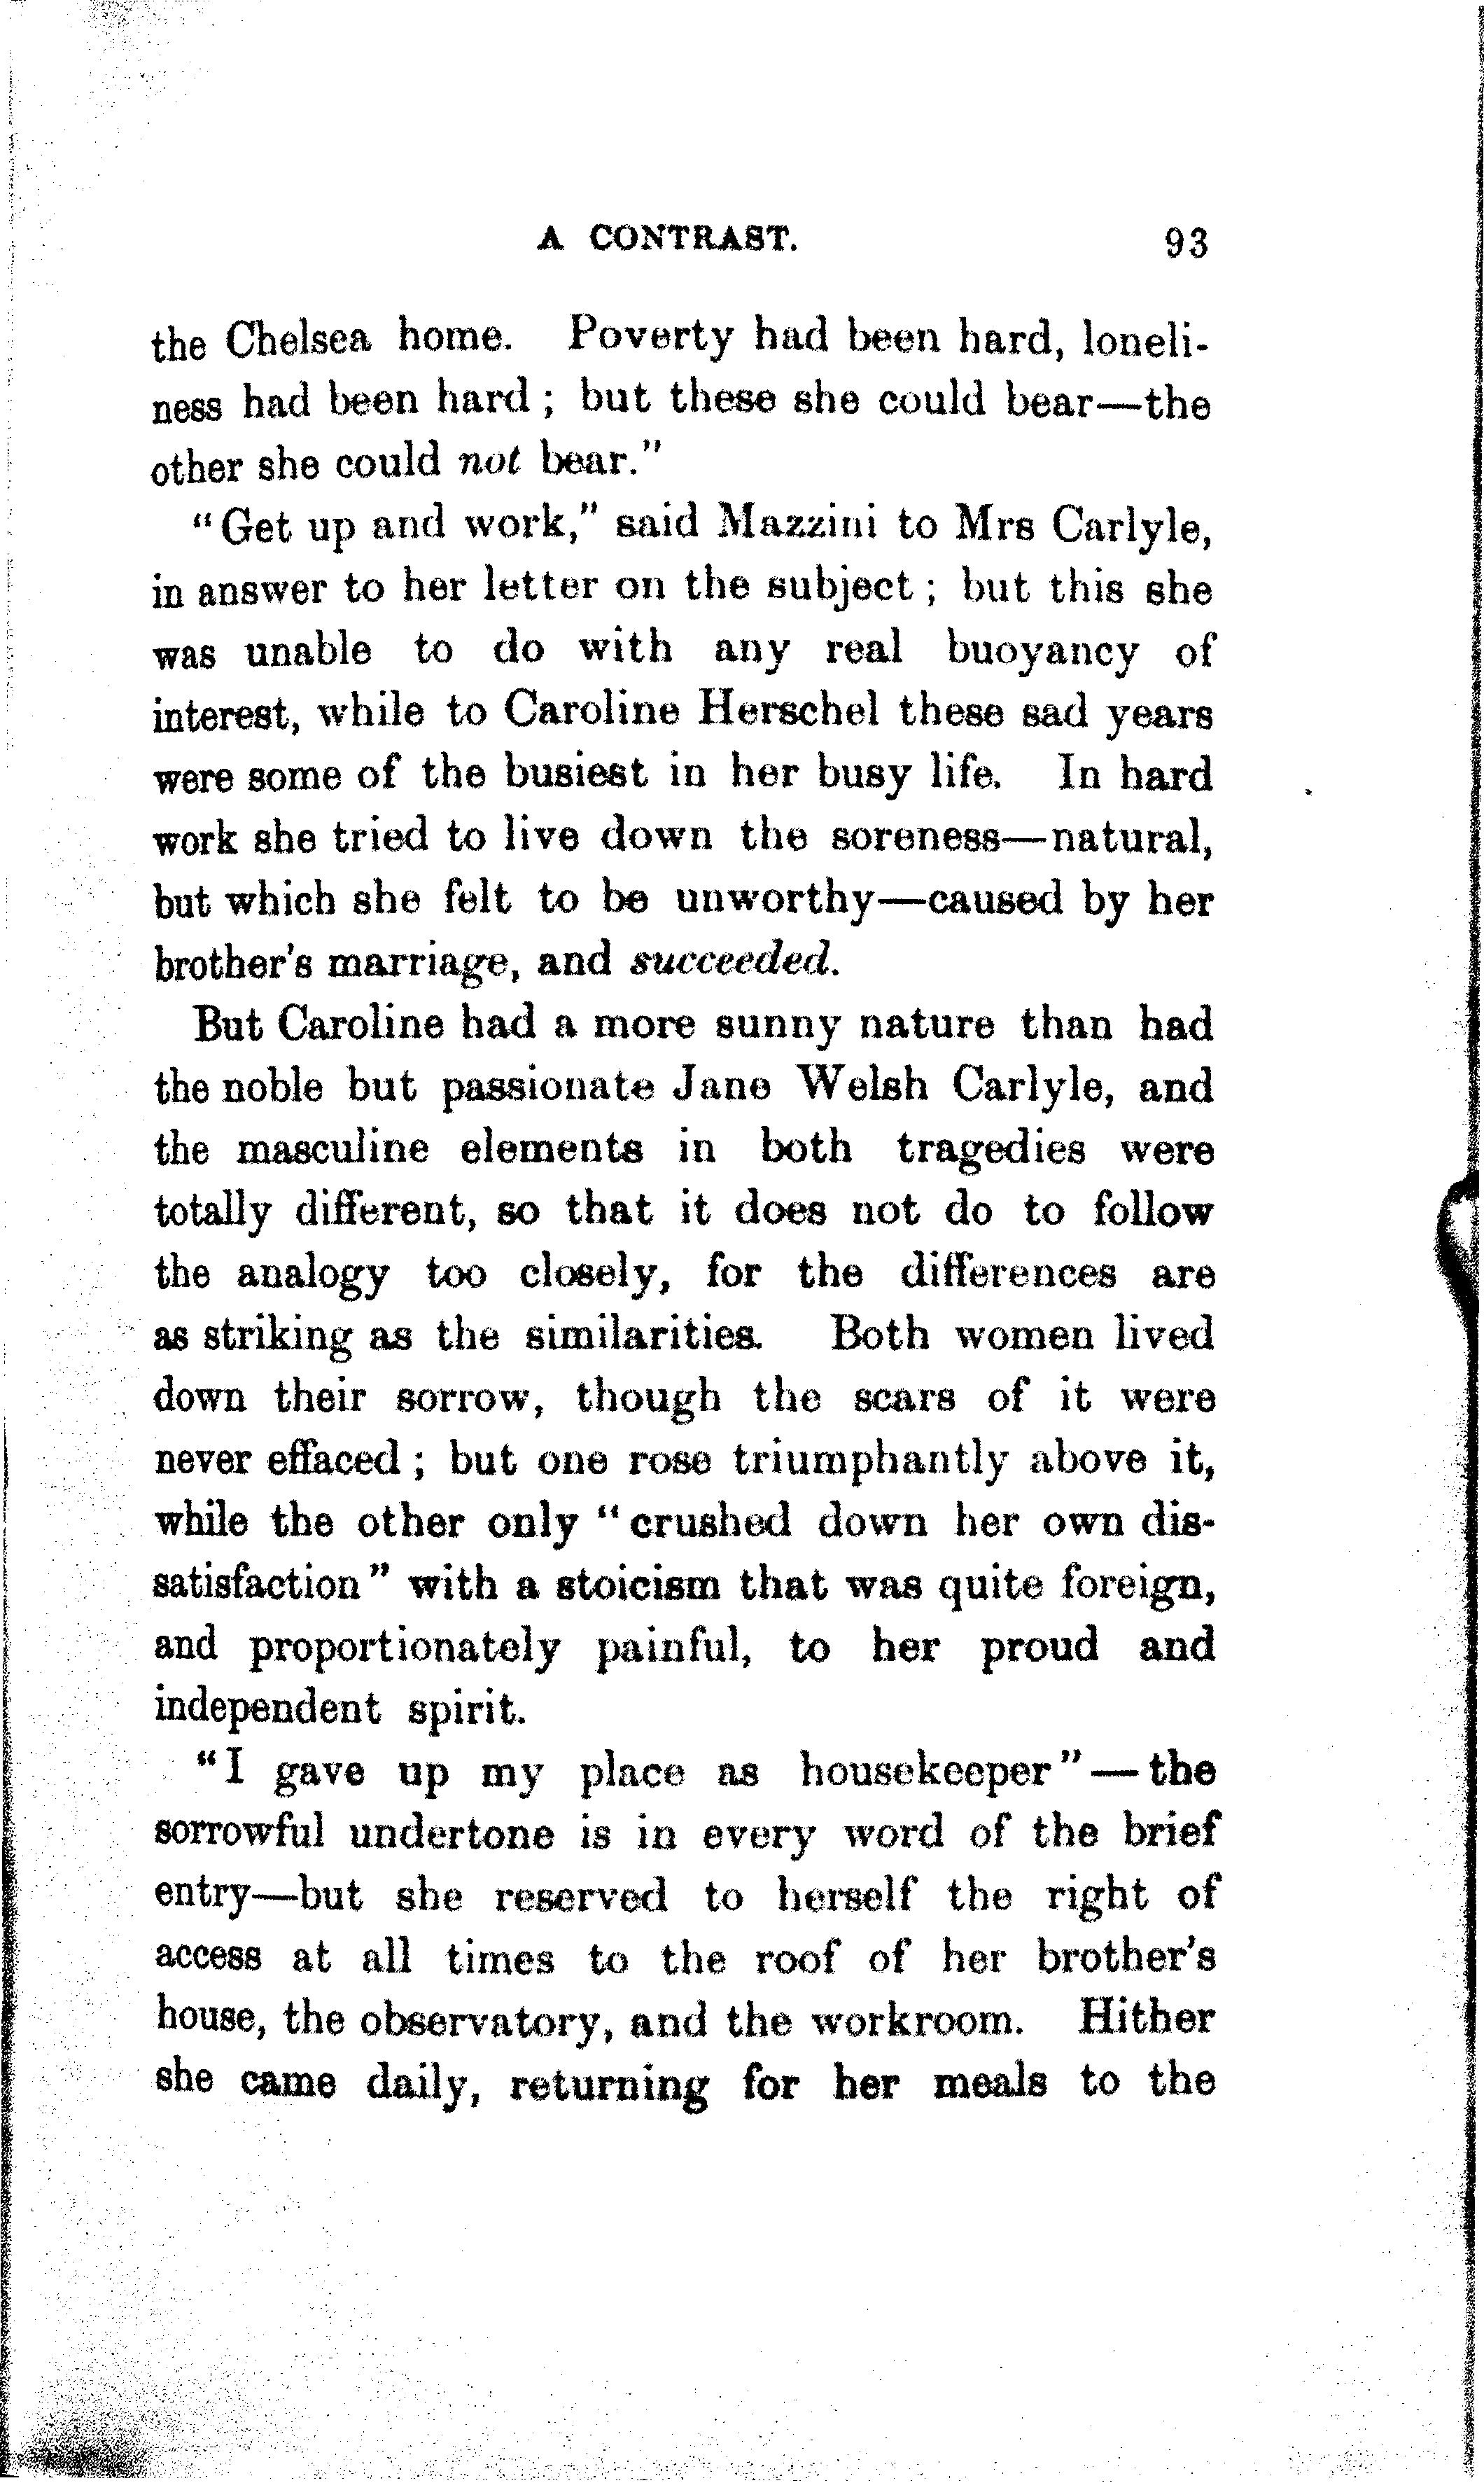 A CONTRAST. 93
the Chelsea home. Poverty had been hard, loneli-
ness had been hard ; but these she could bear—the
other she could not bear."
"Get up and work," said Mazzini to Mrs Carlyle,
in answer to her letter on the subject ; but this she
was unable to do with any real buoyancy of
interest, while to Caroline Herschel these sad years
were some of the busiest in her busy life. In hard
work she tried to live down the soreness—natural,
but which she felt to be unworthy—caused by her
brother's marriage, and succeeded.
But Caroline had a more sunny nature than had
the noble but passionate Jane Welsh Carlyle, and
the masculine elements in both tragedies were
totally different, so that it does not do to follow
the analogy too closely, for the differences are
as striking as the similarities. Both women lived
down their sorrow, though the scars of it were
never effaced ; but one rose triumphantly above it,
while the other only "crushed down her own dis-
satisfaction" with a stoicism that was quite foreign,
and proportionately painful, to her proud and
independent spirit.
"I gave up my place as housekeeper"—the
sorrowful undertone is in every word of the brief
entry—but she reserved to herself the right of
access at all times to the roof of her brother's
house, the observatory, and the workroom. Hither
she came daily, returning for her meals to the